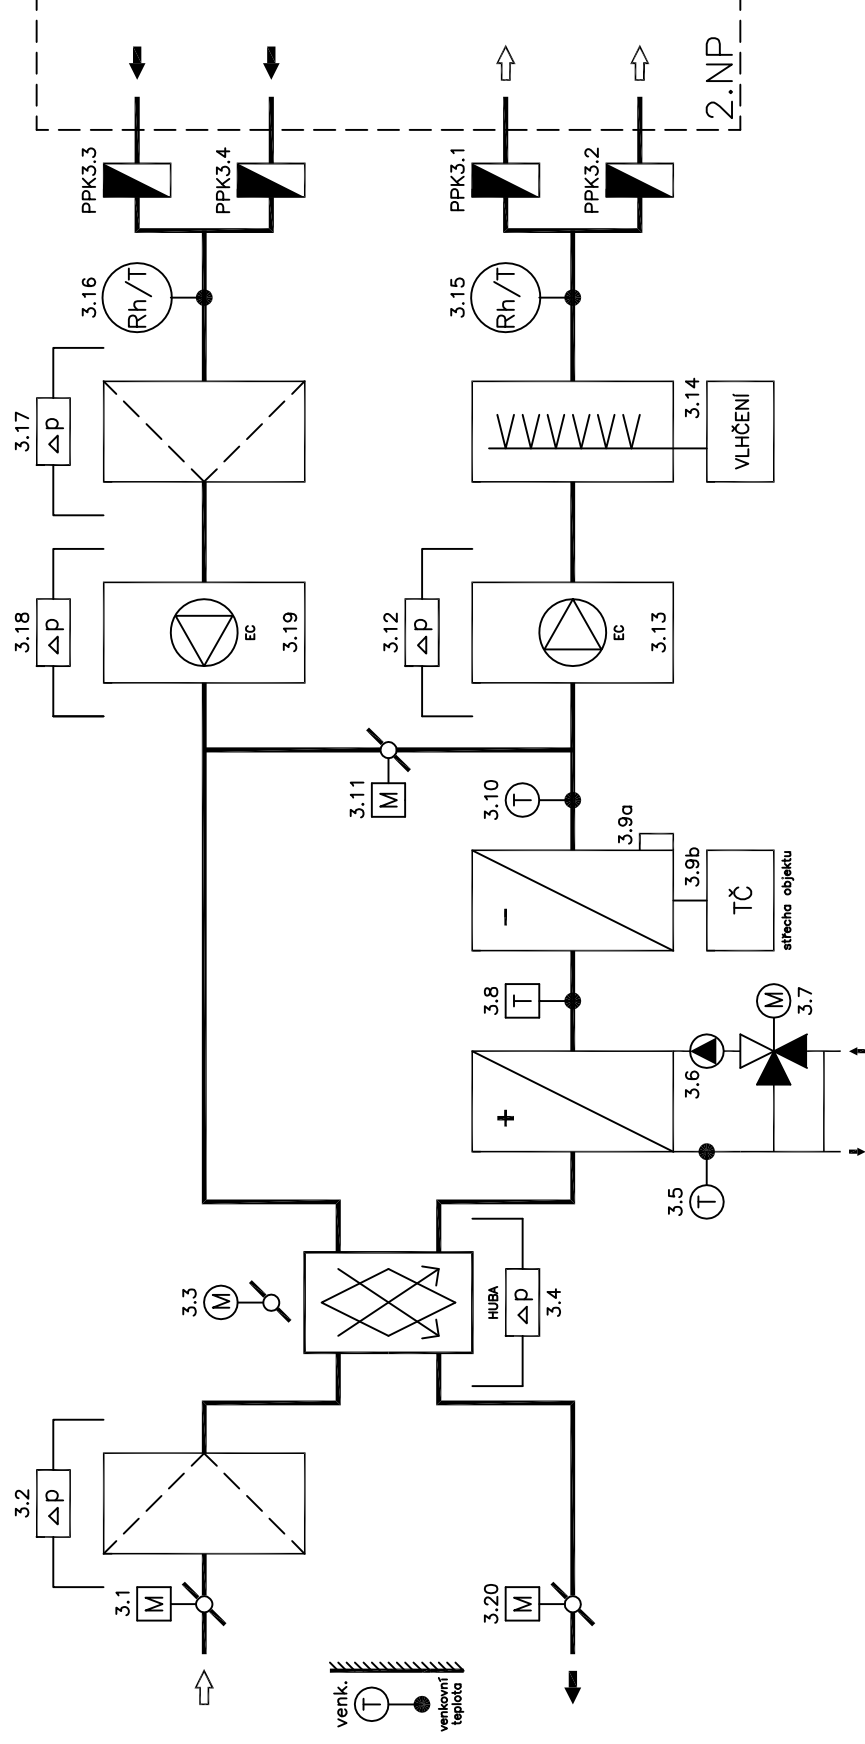 3.2
Δp
3.1
M
3.3
M
HUBA
Δp
3.4
3.20
M
venk.
T
venkovní
teplota
3.18
Δp
EC
3.19
3.17
Δp
3.16
Rh/T
PPK3.3
PPK3.4
3.11
M
3.5
T
+
3.6
M
3.7
3.8
T
-
3.9a
3.9b
TČ
střecha objektu
3.10
T
3.12
Δp
EC
3.13
3.14
VLHČENÍ
3.15
Rh/T
PPK3.1
PPK3.2
2.NP